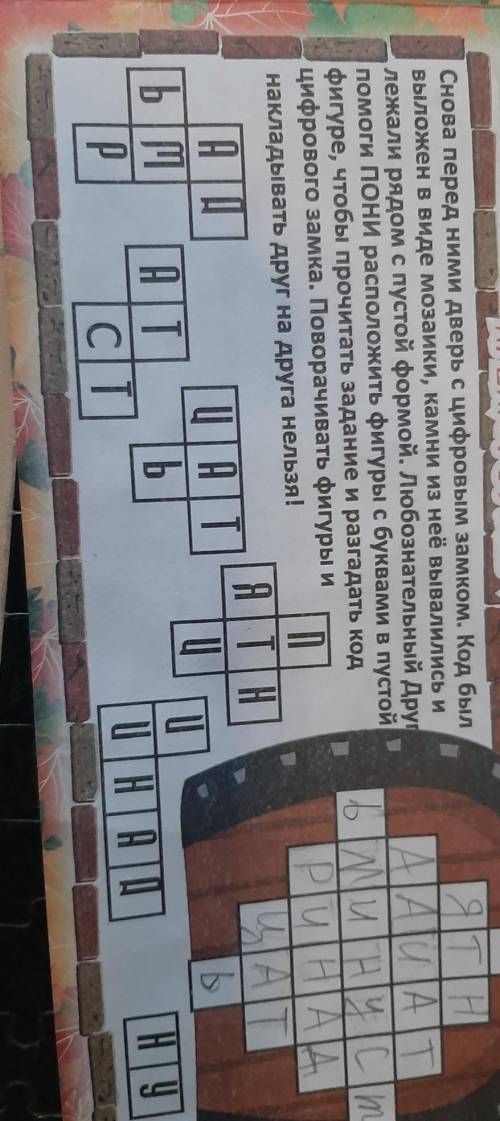 Снова перед ними дверь с цифровым замком. Код был
выложен в виде мозаики, камни из неё вывалились и
лежали рядом с пустой формой. Любознательный Друг
помоги ПОНИ расположить фигуры с буквами в пустой
фигуре, чтобы прочитать задание и разгадать код
цифрового замка. Поворачивать фигуры и
накладывать друг на друга нельзя!
А Д
Ь М
Р
А Т
С Т
Ц А Т
Ь
П
Я Т Н
Ц
И
И Н А Д
Н У
Я Т Н
А Д Ц А Т
Ь М И Н У С Т
Р И Н А Д
Ц А Т
Ь